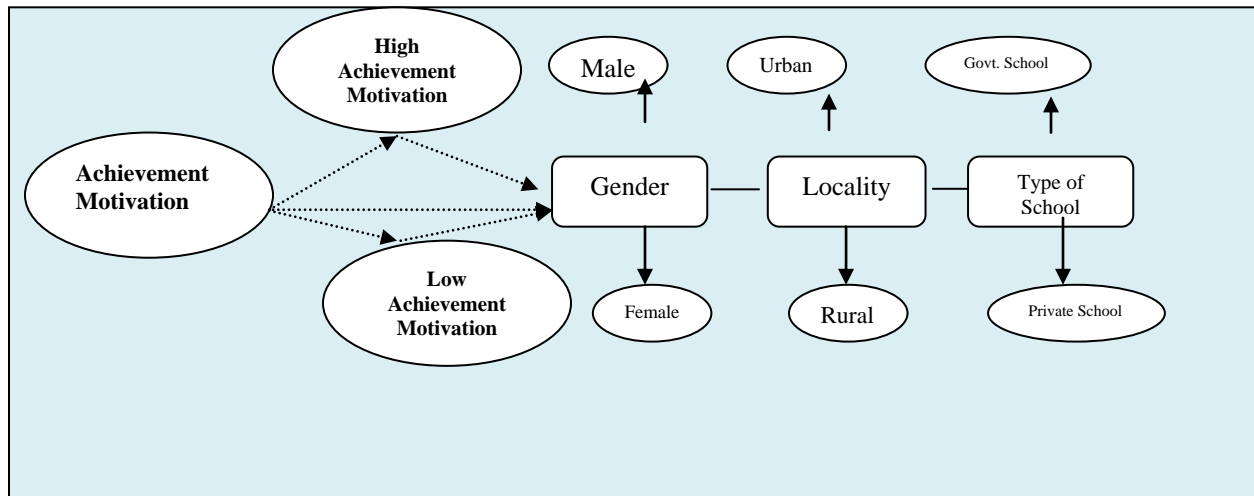 High
Achievement
Motivation
Male
Urban
Govt. School
Achievement
Motivation
Gender
Locality
Type of
School
Low
Achievement
Motivation
Female
Rural
Private School